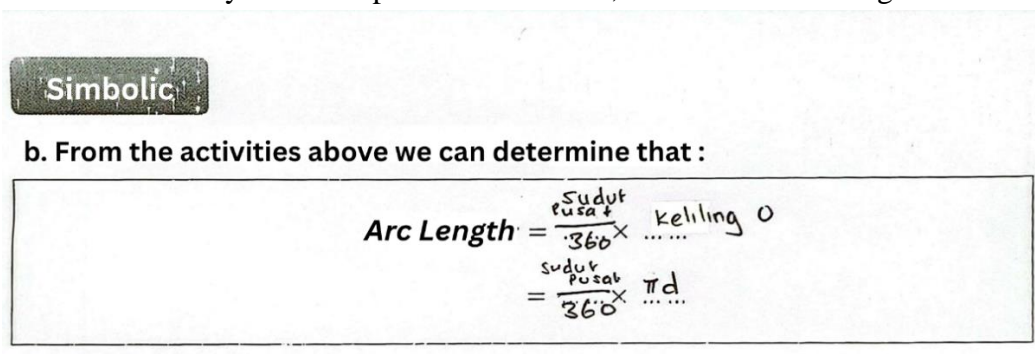 Simbolic
b. From the activities above we can determine that :
Arc Length = Sudut Pusat / 360 × Keliling O
= Sudut Pusat / 360 × πd